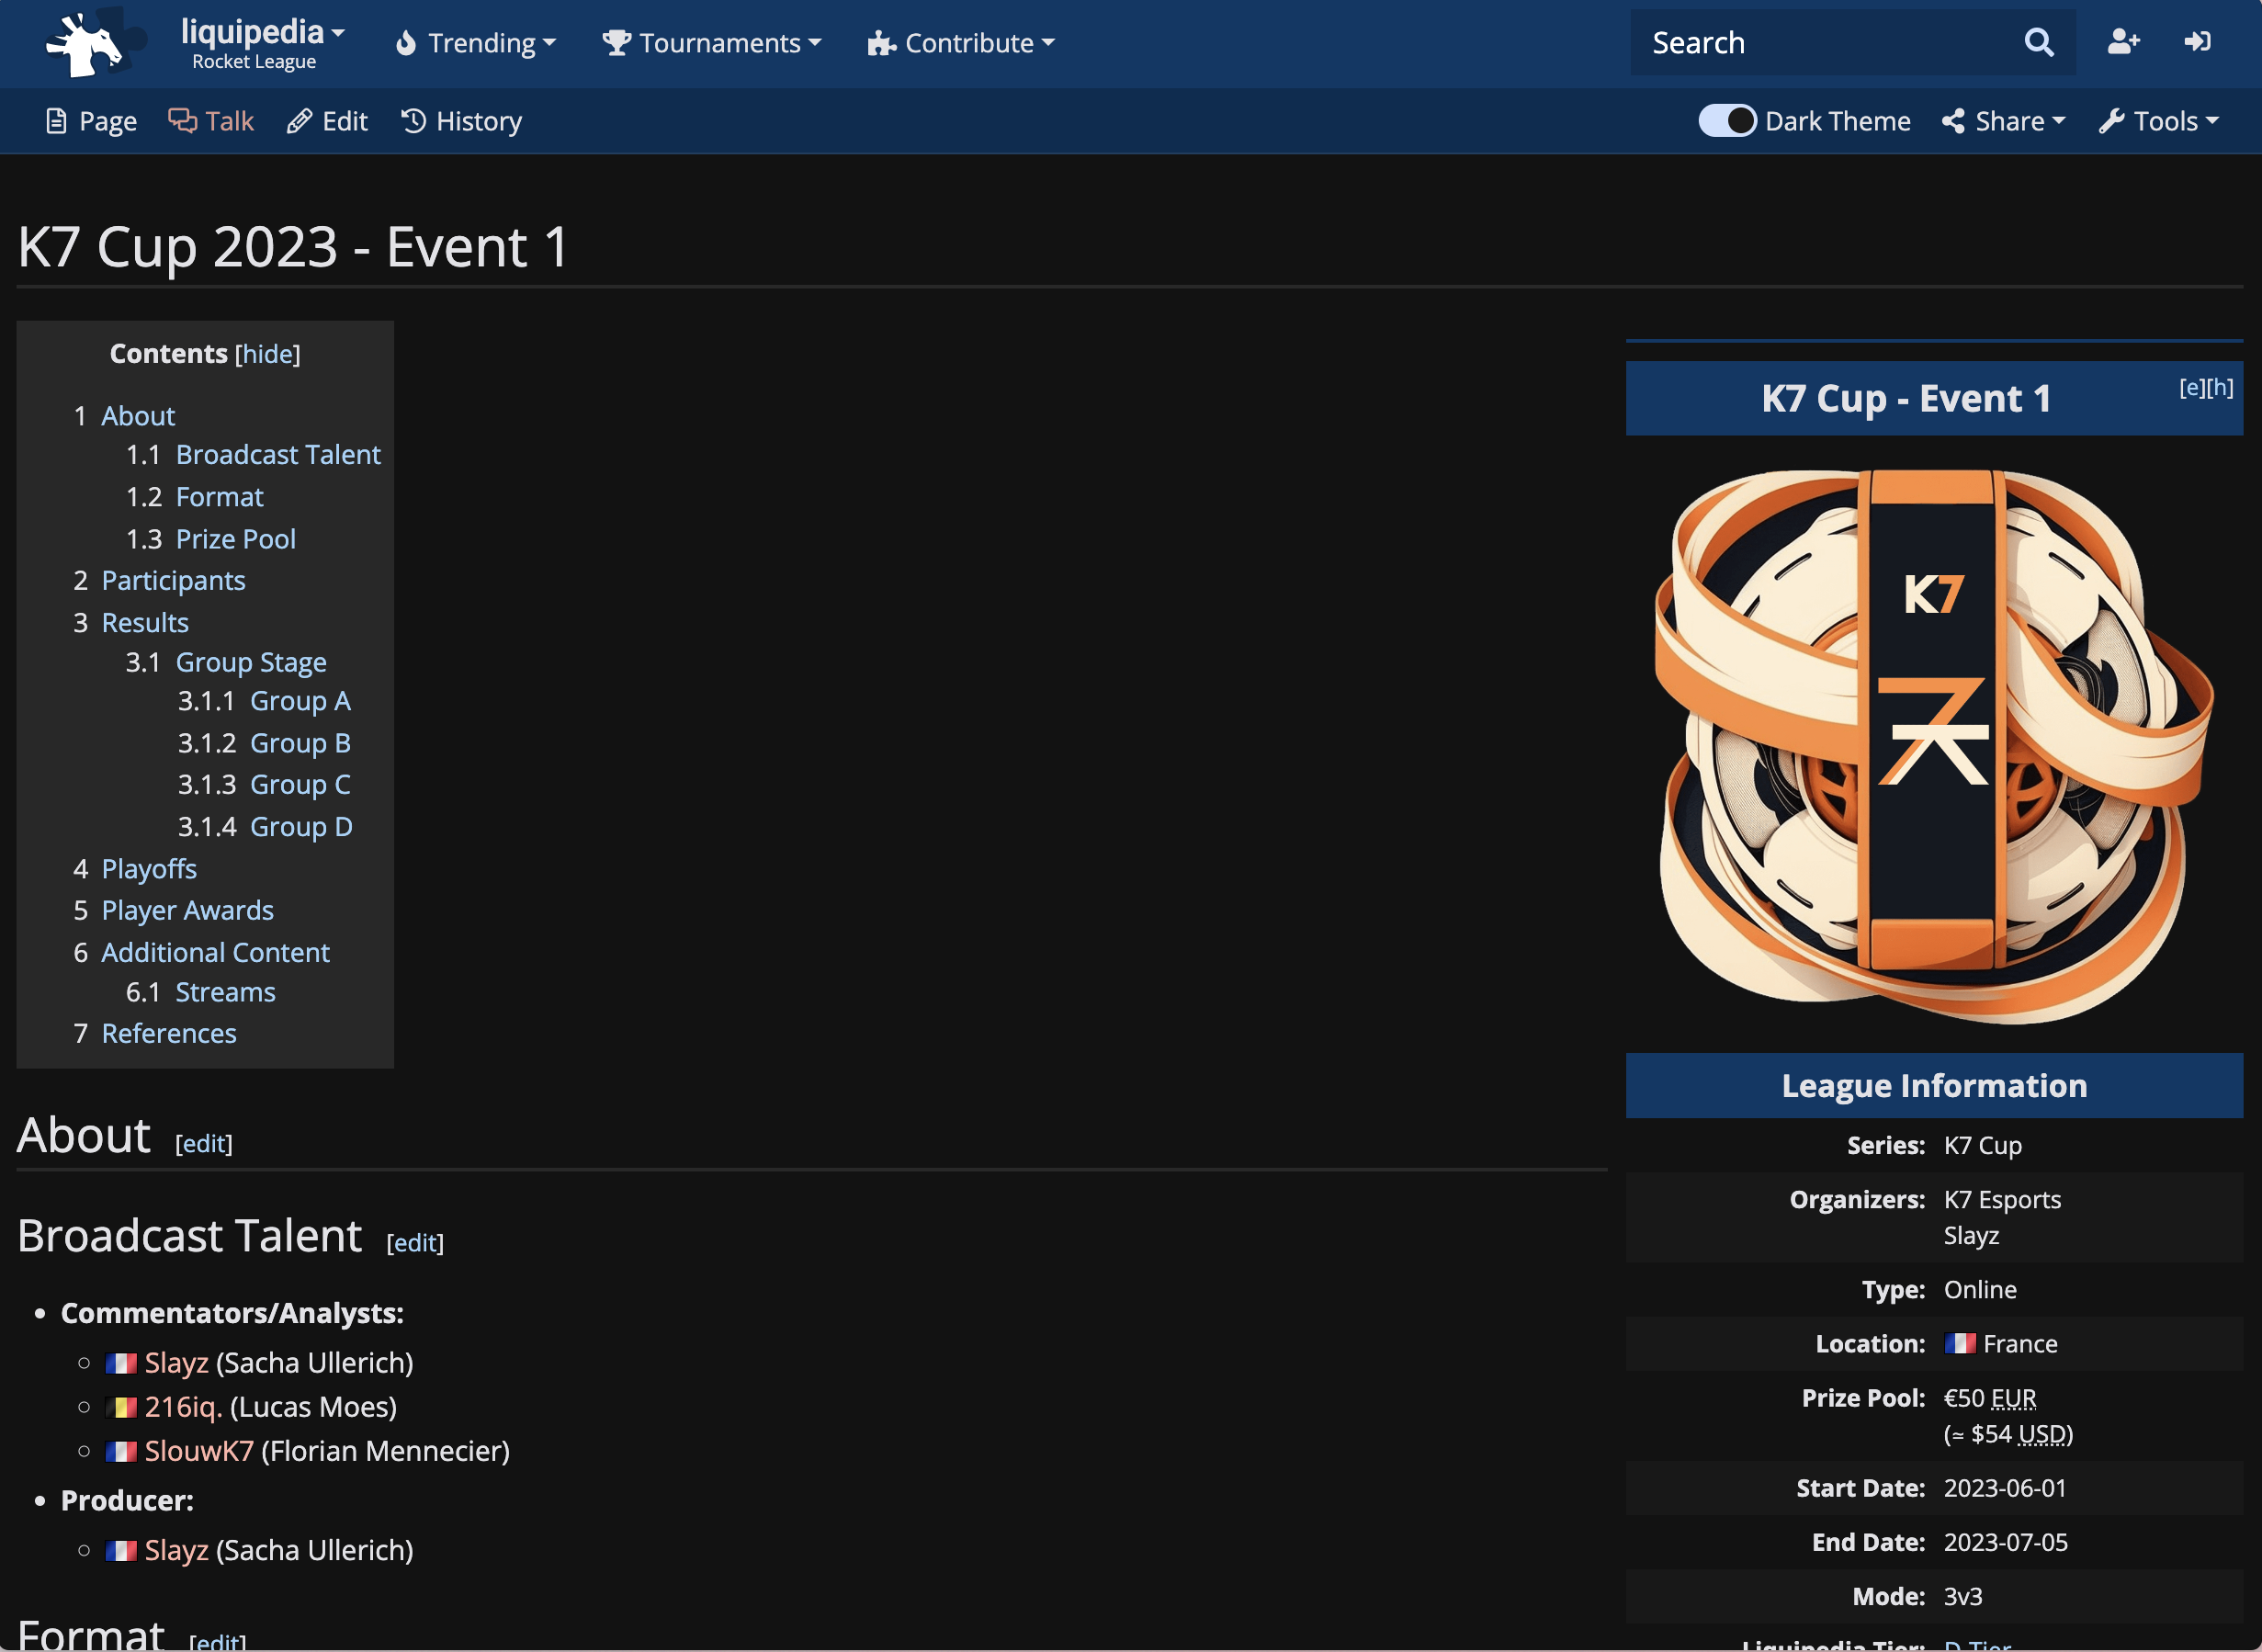 liquipedia
Rocket League
Trending
Tournaments
Contribute
Search
Page
Talk
Edit
History
Dark Theme
Share
Tools
K7 Cup 2023 - Event 1
Contents [hide]
1 About
1.1 Broadcast Talent
1.2 Format
1.3 Prize Pool
2 Participants
3 Results
3.1 Group Stage
3.1.1 Group A
3.1.2 Group B
3.1.3 Group C
3.1.4 Group D
4 Playoffs
5 Player Awards
6 Additional Content
6.1 Streams
7 References
About [edit]
Broadcast Talent [edit]
• Commentators/Analysts:
○ Slayz (Sacha Ullerich)
○ 216iq. (Lucas Moes)
○ SlouwK7 (Florian Mennecier)
• Producer:
○ Slayz (Sacha Ullerich)
Format [edit]
K7 Cup - Event 1
[e][h]
K7
7K
League Information
Series: K7 Cup
Organizers: K7 Esports
Slayz
Type: Online
Location: France
Prize Pool: €50 EUR
(≃ $54 USD)
Start Date: 2023-06-01
End Date: 2023-07-05
Mode: 3v3
Liquipedia Tier: D-Tier